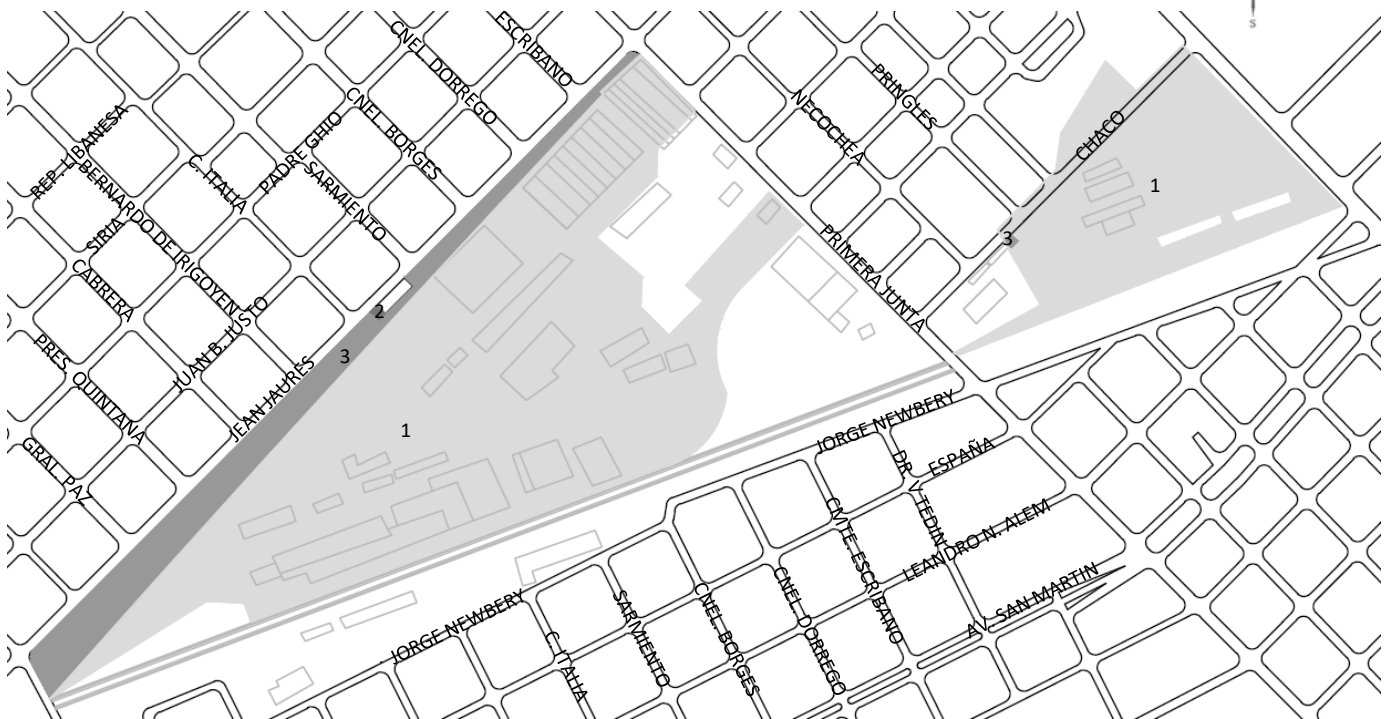 S
ESCRIBANO
CNEL. DORREGO
CNEL. BORGES
PRINGLES
NECOCHEA
CHACO
REP. LIBANESA
PADRE GHIO
C. ITALIA
SARMIENTO
BERNARDO DE IRIGOYEN
SIRIA
CABRERA
1
3
PRIMERA JUNTA
2
JUAN B. JUSTO
3
PRES. QUINTANA
JEAN JAURES
1
GRAL. PAZ
JORGE NEWBERY
ESPAÑA
DR. V. TEDIN
CMTE. ESCRIBANO
LEANDRO N. ALEM
AV. SAN MARTIN
JORGE NEWBERY
C. ITALIA
SARMIENTO
CNEL. BORGES
CNEL. DORREGO